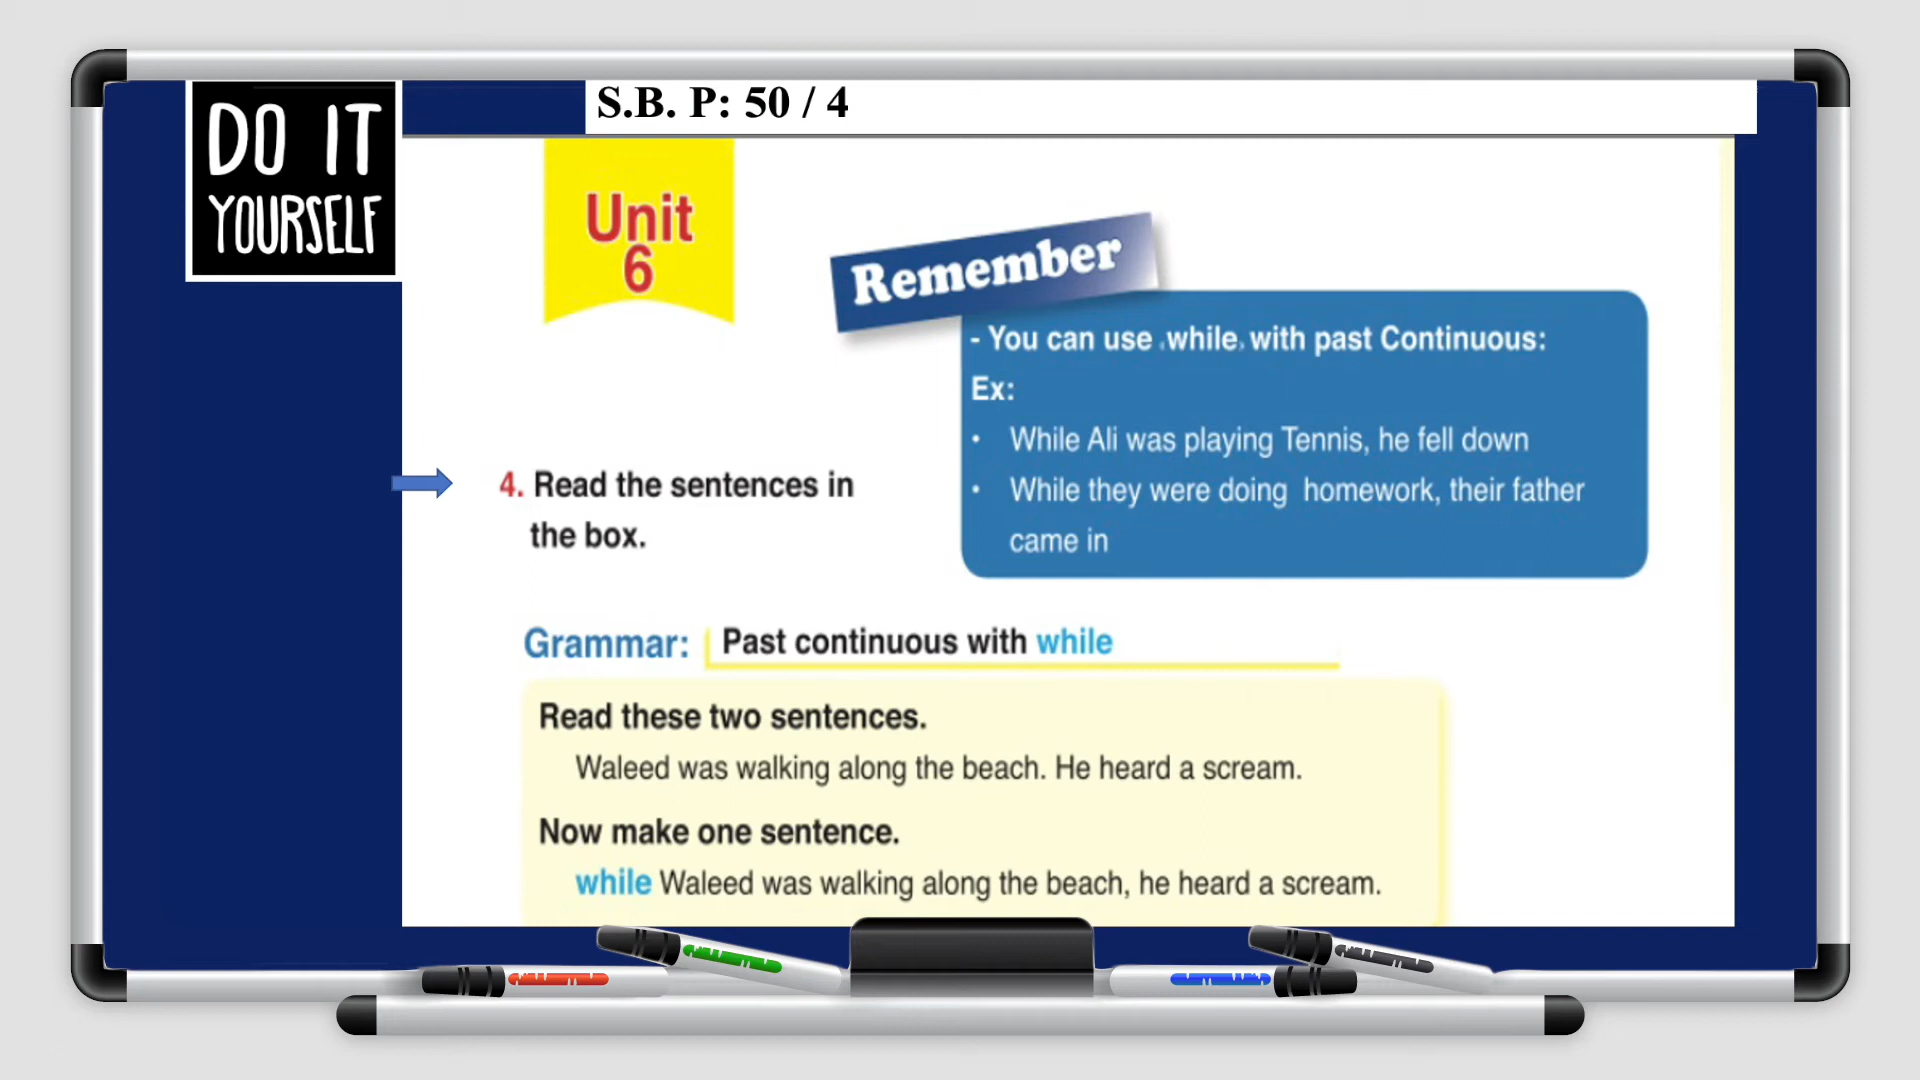 S.B. P: 50 / 4
DO IT
YOURSELF
Unit
6
Remember
- You can use ‹while› with past Continuous:
Ex:
• While Ali was playing Tennis, he fell down
• While they were doing homework, their father
came in
4. Read the sentences in
the box.
Grammar: Past continuous with while
Read these two sentences.
Waleed was walking along the beach. He heard a scream.
Now make one sentence.
while Waleed was walking along the beach, he heard a scream.